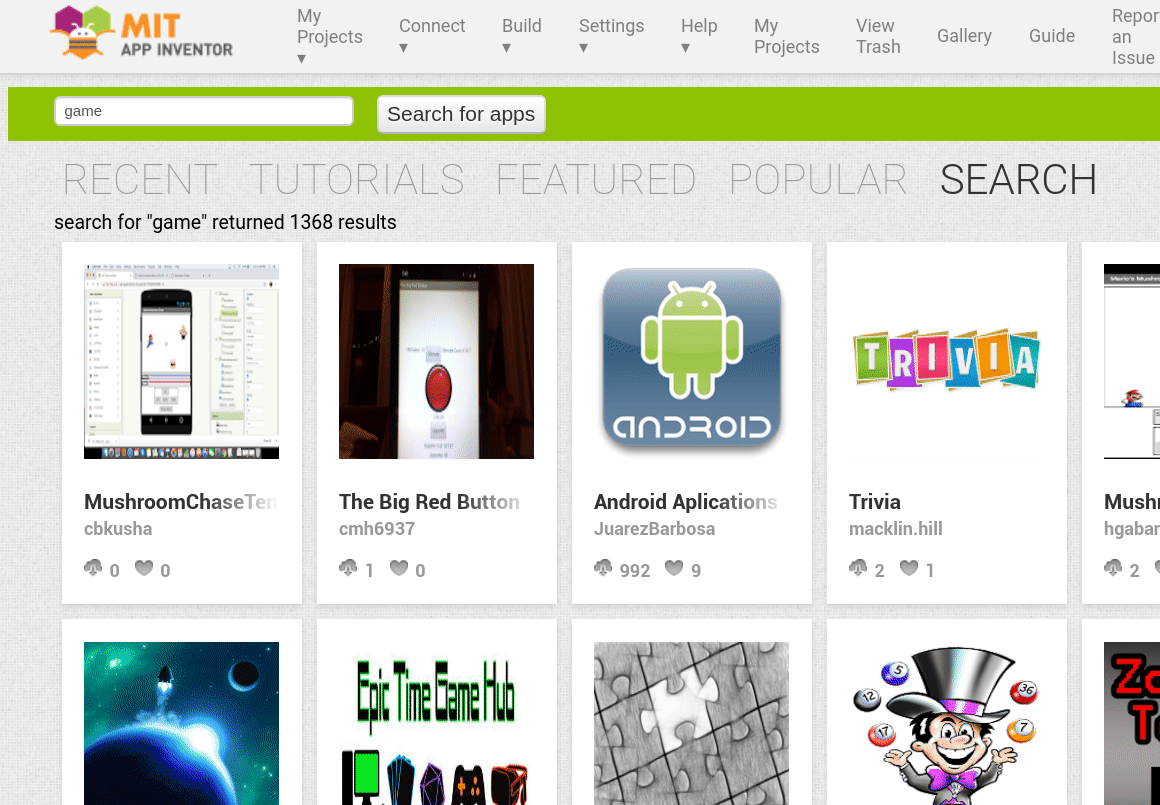 MIT
APP INVENTOR
My
Projects
▾
Connect
▾
Build
▾
Settings
▾
Help
▾
My
Projects
View
Trash
Gallery
Guide
Repor
an
Issue
game
Search for apps
RECENT TUTORIALS FEATURED POPULAR SEARCH
search for "game" returned 1368 results
ANDROID
TRIVIA
MushroomChaseTen
cbkusha
0 0
The Big Red Button
cmh6937
1 0
Android Aplications
JuarezBarbosa
992 9
Trivia
macklin.hill
2 1
Mushr
hgabar
2
Epic Time Game Hub
5
12
36
17
7
Zo
To